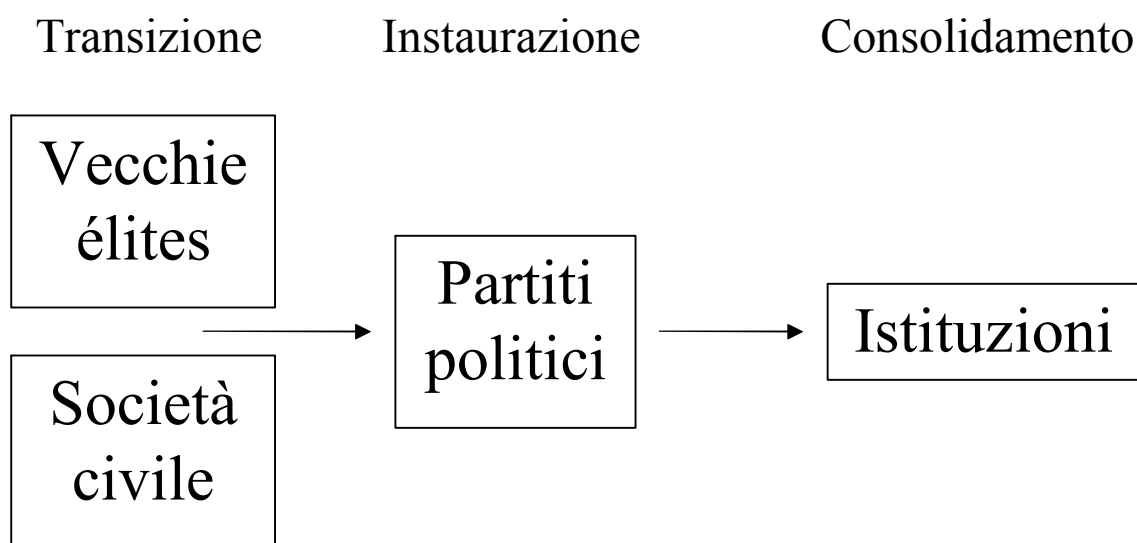 Transizione Instaurazione Consolidamento
Vecchie
élites
Società
civile
Partiti
politici
Istituzioni